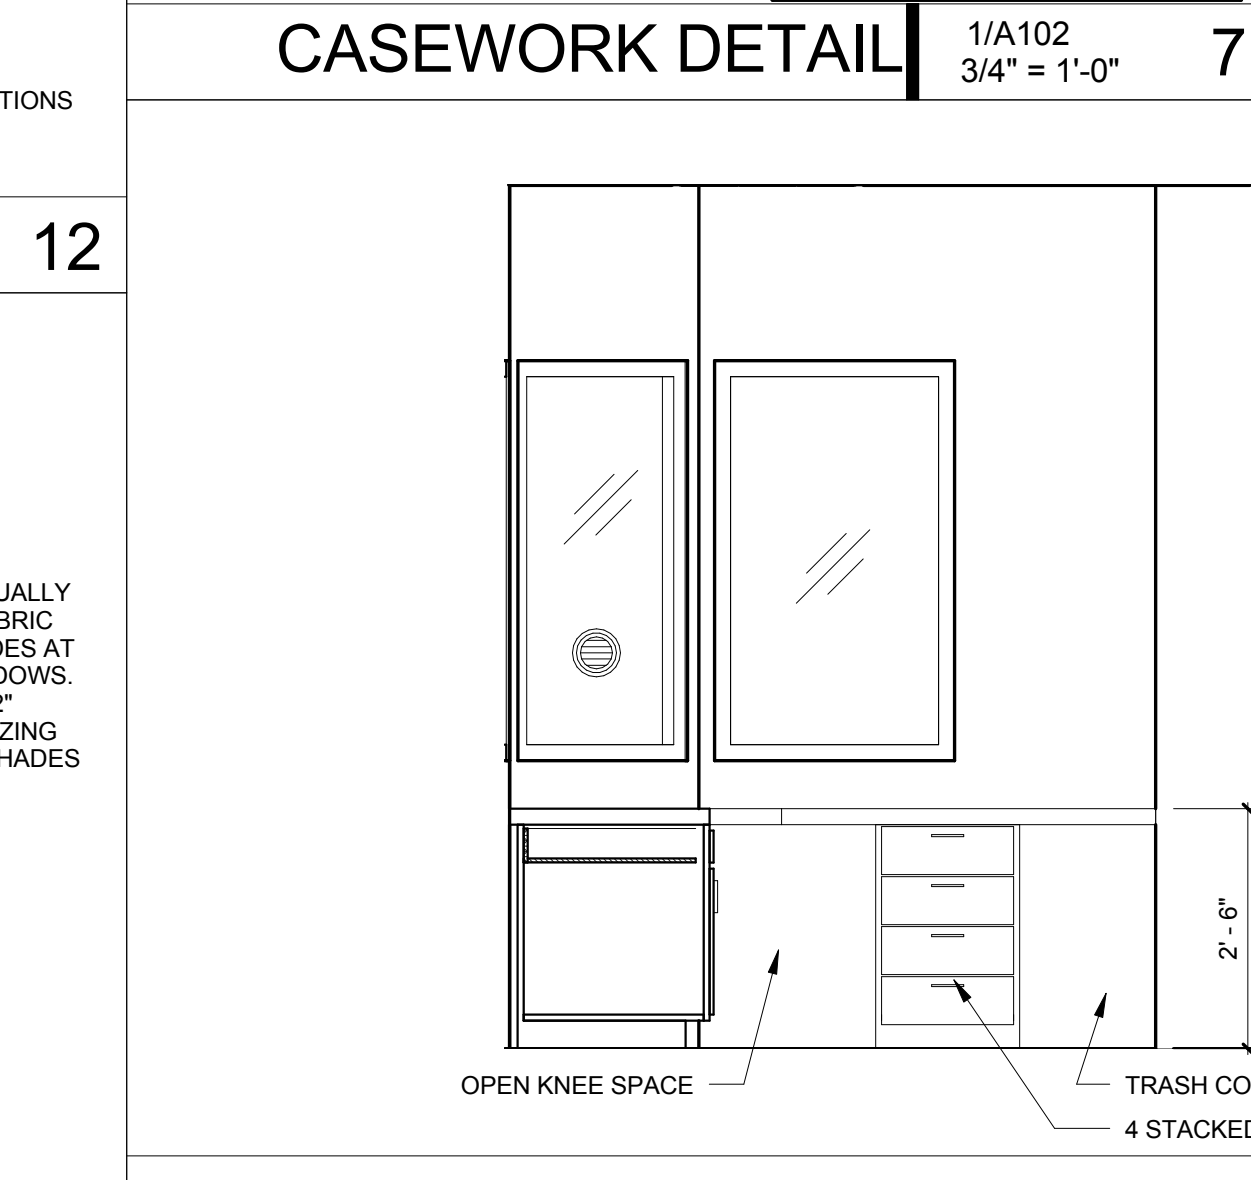 CASEWORK DETAIL
1/A102
3/4" = 1'-0"
7
TIONS
12
UALLY
BRIC
DES AT
DOWS.
2"
ZING
HADES
2' - 6"
OPEN KNEE SPACE
TRASH CO
4 STACKED